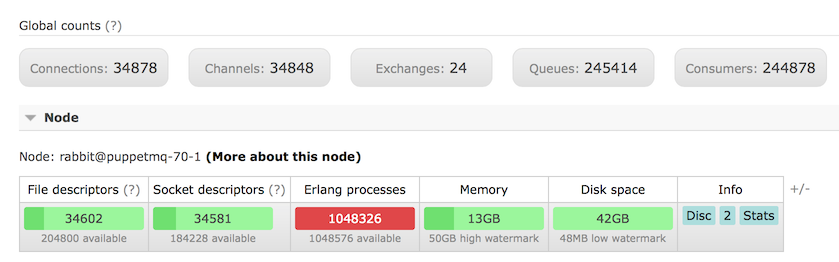 Global counts (?)
Connections: 34878 Channels: 34848 Exchanges: 24 Queues: 245414 Consumers: 244878
Node
Node: rabbit@puppetmq-70-1 (More about this node)
File descriptors (?) Socket descriptors (?) Erlang processes Memory Disk space Info +/-
34602 34581 1048326 13GB 42GB Disc 2 Stats
204800 available 184228 available 1048576 available 50GB high watermark 48MB low watermark